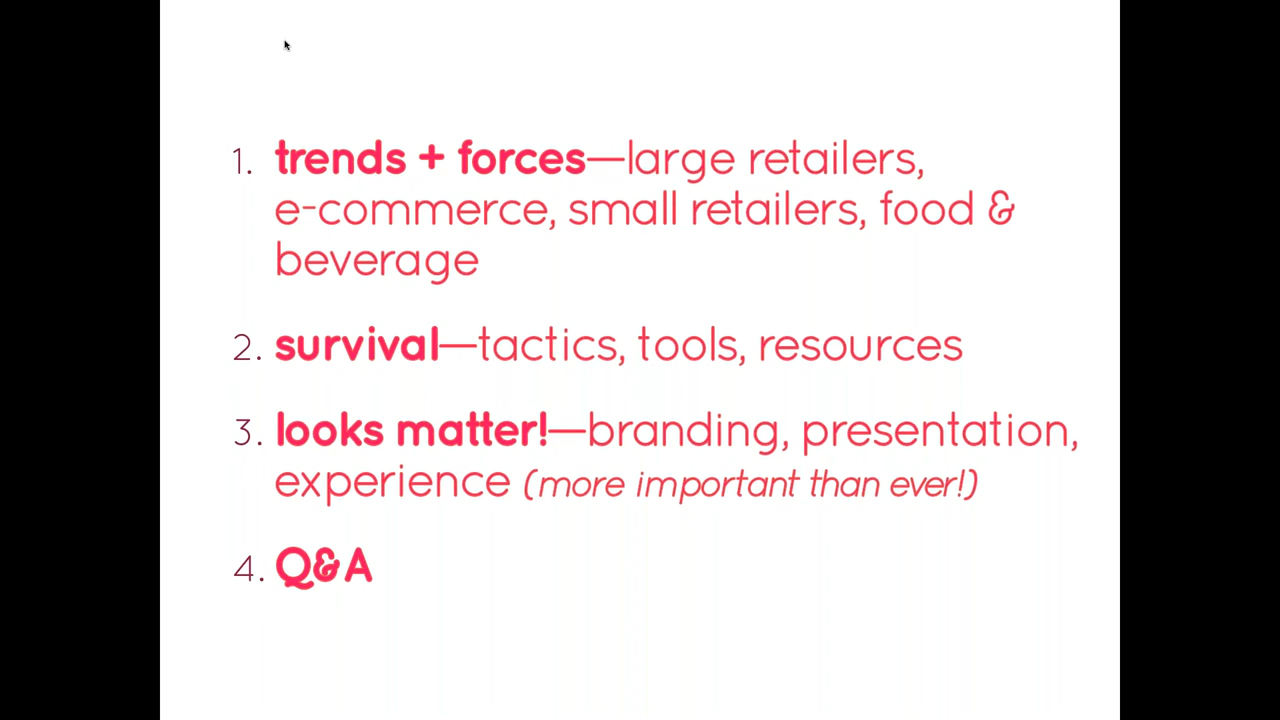 1. trends + forces—large retailers,
e-commerce, small retailers, food &
beverage
2. survival—tactics, tools, resources
3. looks matter!—branding, presentation,
experience (more important than ever!)
4. Q&A